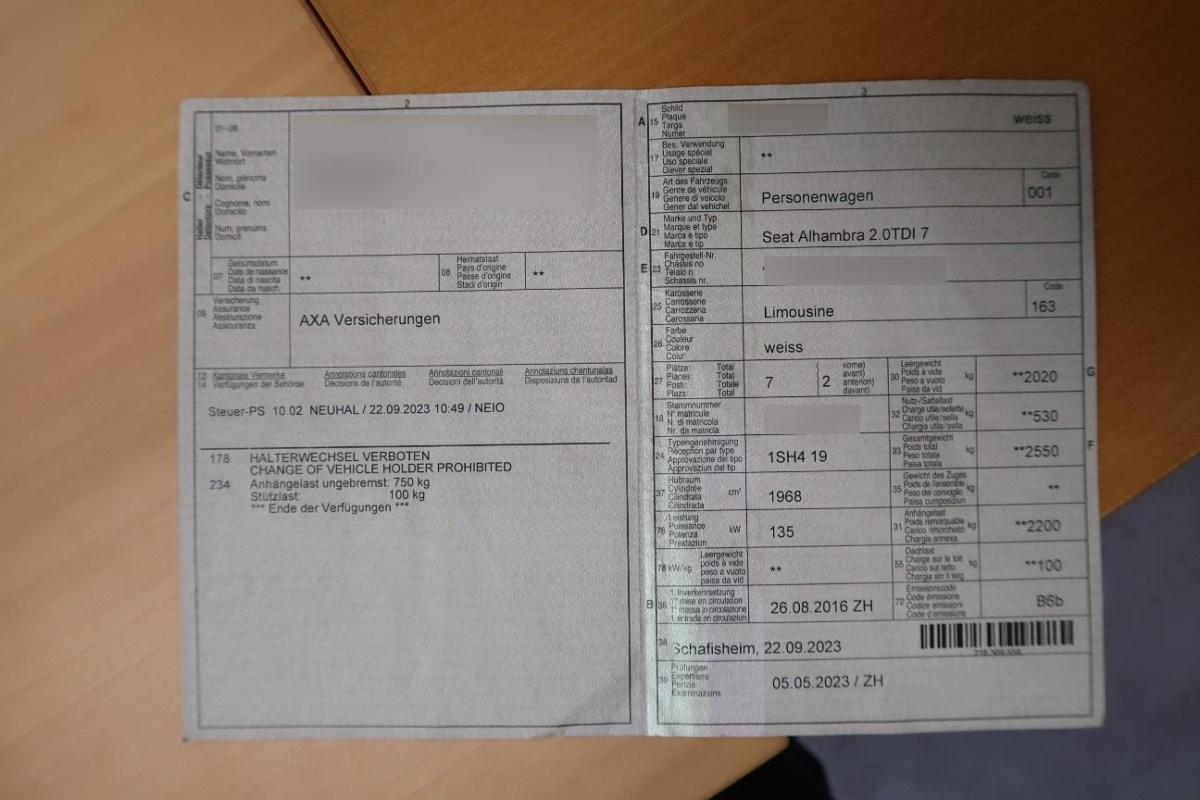 2
C
Halter - Détenteur
Detentore - Possessur
01-06
Name, Vornamen
Wohnort
Nom, prénoms
Domicile
Cognome, nomi
Domicilio
Num, prenums
Domicil
07
Geburtsdatum
Date de naissance
Data di nascita
Data da nasch.
**
08
Heimatstaat
Pays d'origine
Paese d'origine
Stadi d'origin
**
Versicherung
Assurance
Assicurazione
Assicuranza
AXA Versicherungen
13 Kantonale Vermerke Annotations cantonales Annotazioni cantonali Annotaziuns chantunalas
14 Verfügungen der Behörde Décisions de l'autorité Decisioni dell'autorità Disposiziuns da l'autoritad
Steuer-PS 10.02 NEUHAL / 22.09.2023 10:49 / NEIO
178 HALTERWECHSEL VERBOTEN
CHANGE OF VEHICLE HOLDER PROHIBITED
234 Anhängelast ungebremst: 750 kg
Stützlast: 100 kg
*** Ende der Verfügungen ***
3
A 15
Schild
Plaque
Targa
Numer
weiss
17
Bes. Verwendung
Usage spécial
Uso speciale
Diever spezial
**
19
Art des Fahrzeugs
Genre de véhicule
Genere di veicolo
Gener dal vehichel
Personenwagen
Code
001
D 21
Marke und Typ
Marque et type
Marca e tipo
Marca e tip
Seat Alhambra 2.0TDI 7
E 23
Fahrgestell-Nr.
Châssis no
Telaio n.
Schassis nr.
25
Karosserie
Carrosserie
Carrozzeria
Carossaria
Limousine
Code
163
26
Farbe
Couleur
Colore
Colur
weiss
27
Plätze: Total
Places: Total
Posti: Totale
Plazs: Total
7
2
vorne)
avant)
anteriori)
davant)
30
Leergewicht
Poids à vide
Peso a vuoto
Paisa da vid
kg
**2020
G
18
Stammnummer
N° matricule
N. di matricola
Nr. da matricla
32
Nutz-/Sattellast
Charge utile/sellette
Carico utile/sella
Chargia utila/sella
kg
**530
24
Typengenehmigung
Réception par type
Approvazione del tipo
Approvaziun dal tip
1SH4 19
33
Gesamtgewicht
Poids total
Peso totale
Paisa totala
kg
**2550
F
37
Hubraum
Cylindrée
Cilindrata
Cilindrada
cm³
1968
35
Gewicht des Zuges
Poids de l'ensemble
Peso del convoglio
Paisa cumposiziun
kg
**
76
Leistung
Puissance
Potenza
Prestaziun
kW
135
31
Anhängelast
Poids remorquable
Carico rimorchiato
Chargia annexa
kg
**2200
78 kW/kg
Leergewicht
poids à vide
peso a vuoto
paisa da vid
**
55
Dachlast
Charge sur le toit
Carico sul tetto
Chargia sin il tetg
kg
**100
B 36
1. Inverkehrsetzung
1re mise en circulation
1a messa in circolazione
1. entrada en circulaziun
26.08.2016 ZH
72
Emissionscode
Code émissions
Codice emissioni
Code d'emissiuns
B6b
38
Schafisheim, 22.09.2023
39
Prüfungen
Expertises
Perizie
Examinaziuns
05.05.2023 / ZH